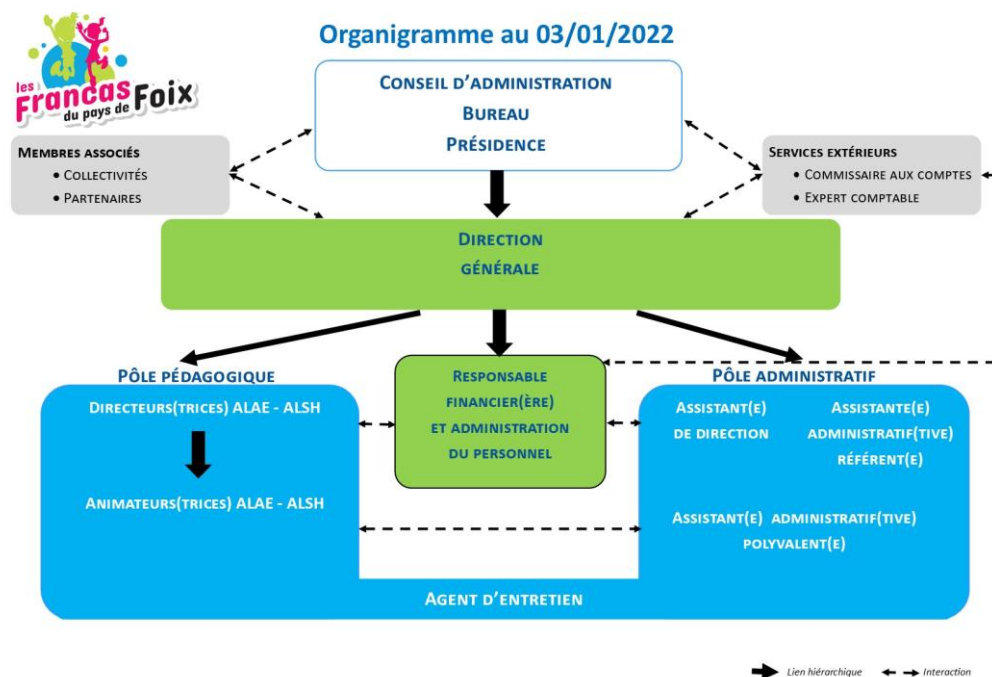 Organigramme au 03/01/2022
les
Francas
du pays de Foix
CONSEIL D'ADMINISTRATION
BUREAU
PRÉSIDENCE
MEMBRES ASSOCIÉS
• COLLECTIVITÉS
• PARTENAIRES
SERVICES EXTÉRIEURS
• COMMISSAIRE AUX COMPTES
• EXPERT COMPTABLE
DIRECTION
GÉNÉRALE
PÔLE PÉDAGOGIQUE
DIRECTEURS(TRICES) ALAE - ALSH
ANIMATEURS(TRICES) ALAE - ALSH
RESPONSABLE
FINANCIER(ÈRE)
ET ADMINISTRATION
DU PERSONNEL
PÔLE ADMINISTRATIF
ASSISTANT(E)
DE DIRECTION
ASSISTANTE(E)
ADMINISTRATIF(TIVE)
RÉFÉRENT(E)
ASSISTANT(E) ADMINISTRATIF(TIVE)
POLYVALENT(E)
AGENT D'ENTRETIEN
Lien hiérarchique
Interaction